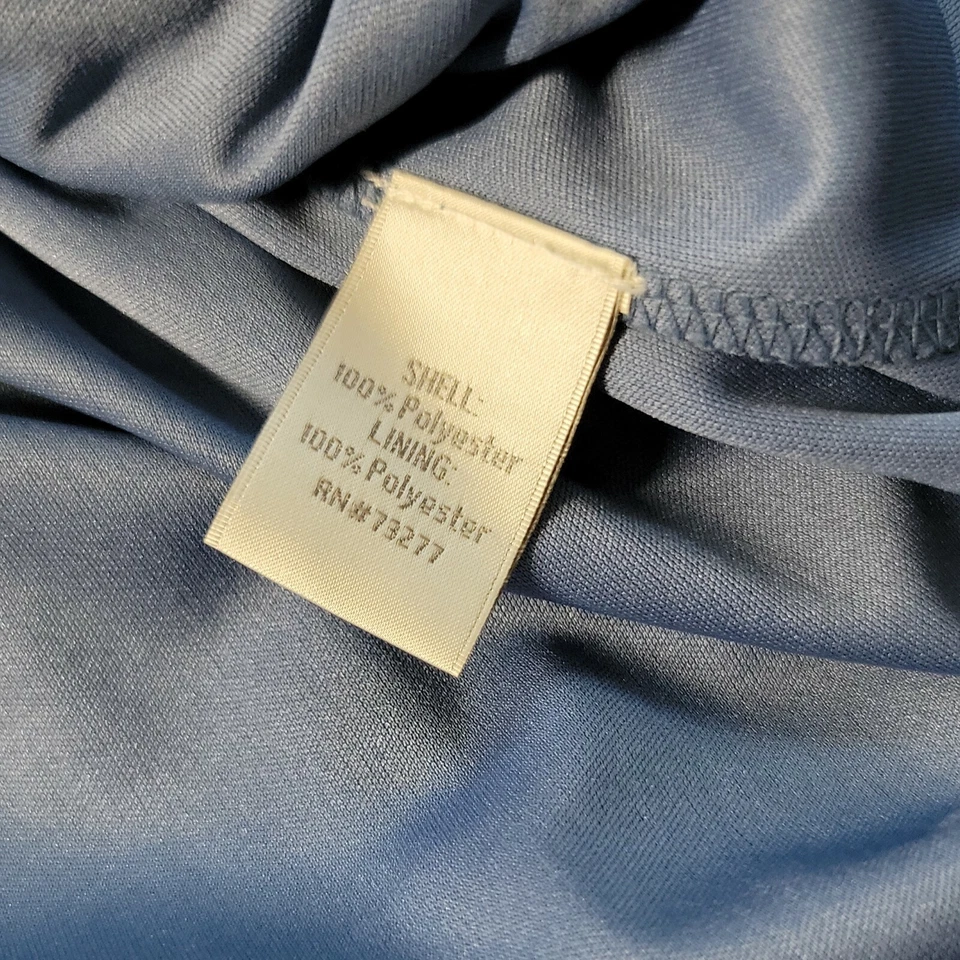 SHELL:
100% Polyester
LINING:
100% Polyester
RN#73277